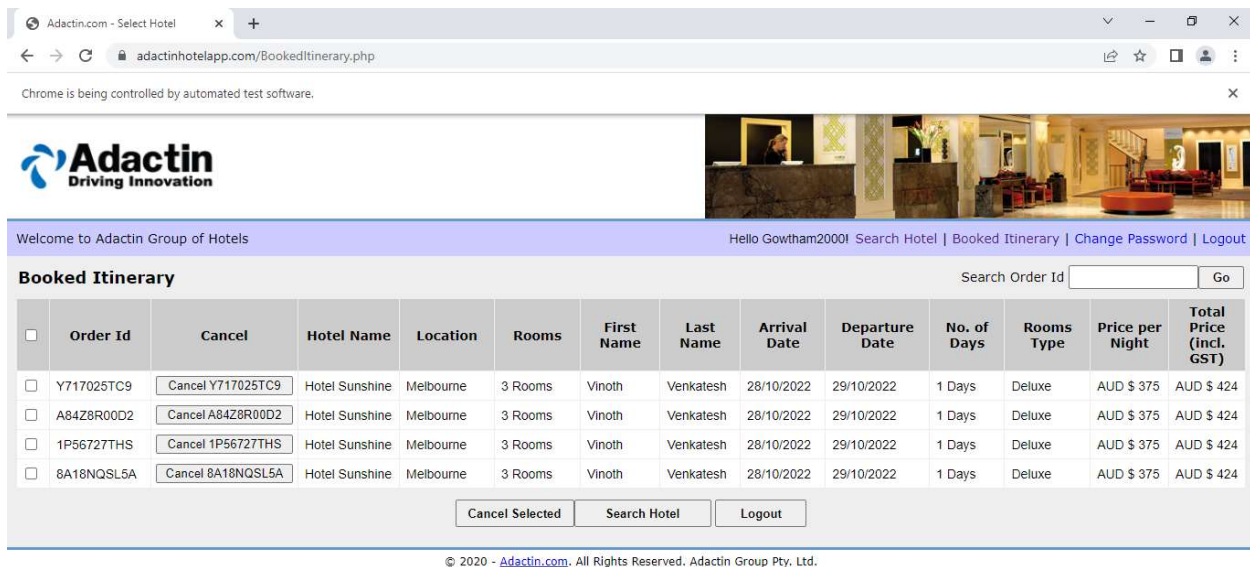 Adactin.com - Select Hotel
adactinhotelapp.com/BookedItinerary.php
Chrome is being controlled by automated test software.
Adactin
Driving Innovation
Welcome to Adactin Group of Hotels Hello Gowtham2000! Search Hotel | Booked Itinerary | Change Password | Logout
Booked Itinerary Search Order Id Go
Order Id Cancel Hotel Name Location Rooms First Name Last Name Arrival Date Departure Date No. of Days Rooms Type Price per Night Total Price (incl. GST)
Y717025TC9 Cancel Y717025TC9 Hotel Sunshine Melbourne 3 Rooms Vinoth Venkatesh 28/10/2022 29/10/2022 1 Days Deluxe AUD $ 375 AUD $ 424
A84Z8R00D2 Cancel A84Z8R00D2 Hotel Sunshine Melbourne 3 Rooms Vinoth Venkatesh 28/10/2022 29/10/2022 1 Days Deluxe AUD $ 375 AUD $ 424
1P56727THS Cancel 1P56727THS Hotel Sunshine Melbourne 3 Rooms Vinoth Venkatesh 28/10/2022 29/10/2022 1 Days Deluxe AUD $ 375 AUD $ 424
8A18NQSL5A Cancel 8A18NQSL5A Hotel Sunshine Melbourne 3 Rooms Vinoth Venkatesh 28/10/2022 29/10/2022 1 Days Deluxe AUD $ 375 AUD $ 424
Cancel Selected Search Hotel Logout
© 2020 - Adactin.com. All Rights Reserved. Adactin Group Pty. Ltd.